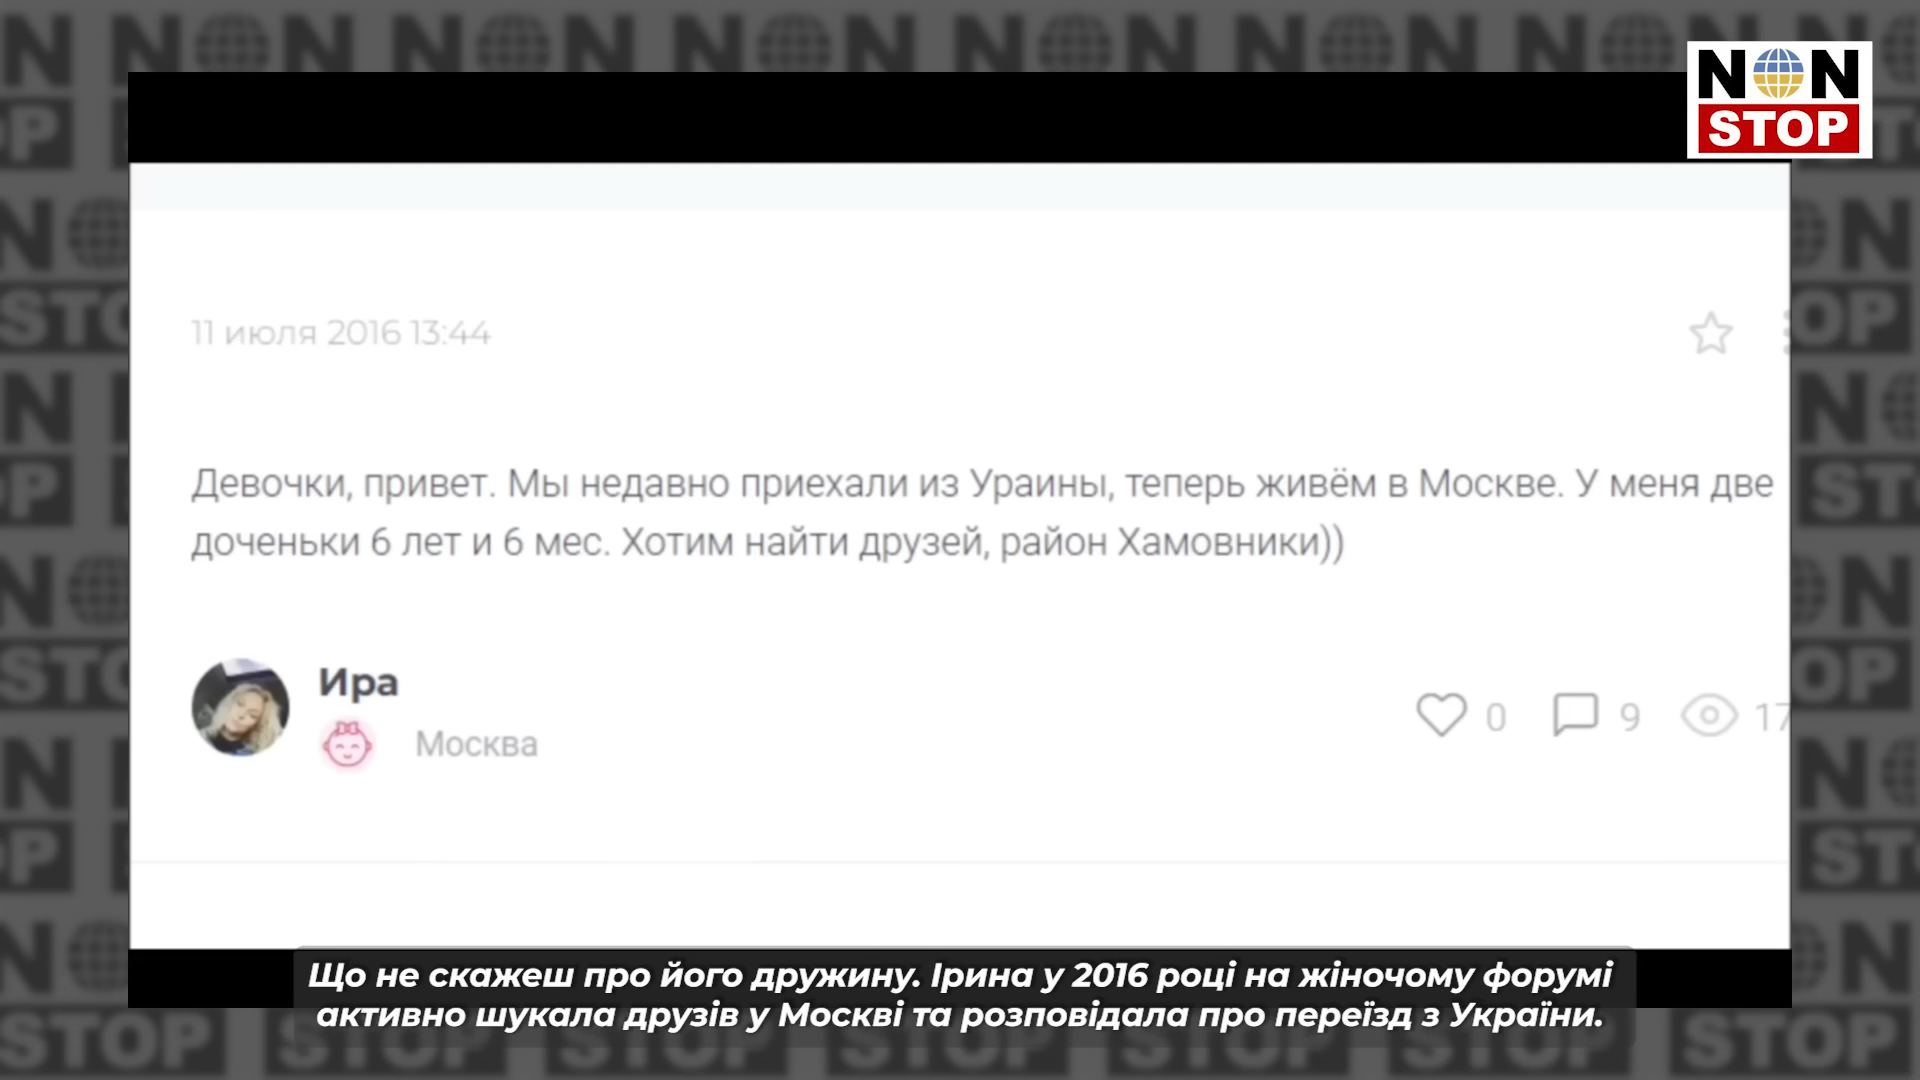 NON
STOP
11 июля 2016 13:44
Девочки, привет. Мы недавно приехали из Ураины, теперь живём в Москве. У меня две
доченьки 6 лет и 6 мес. Хотим найти друзей, район Хамовники))
Ира
Москва
0
9
17
Що не скажеш про його дружину. Ірина у 2016 році на жіночому форумі
активно шукала друзів у Москві та розповідала про переїзд з України.